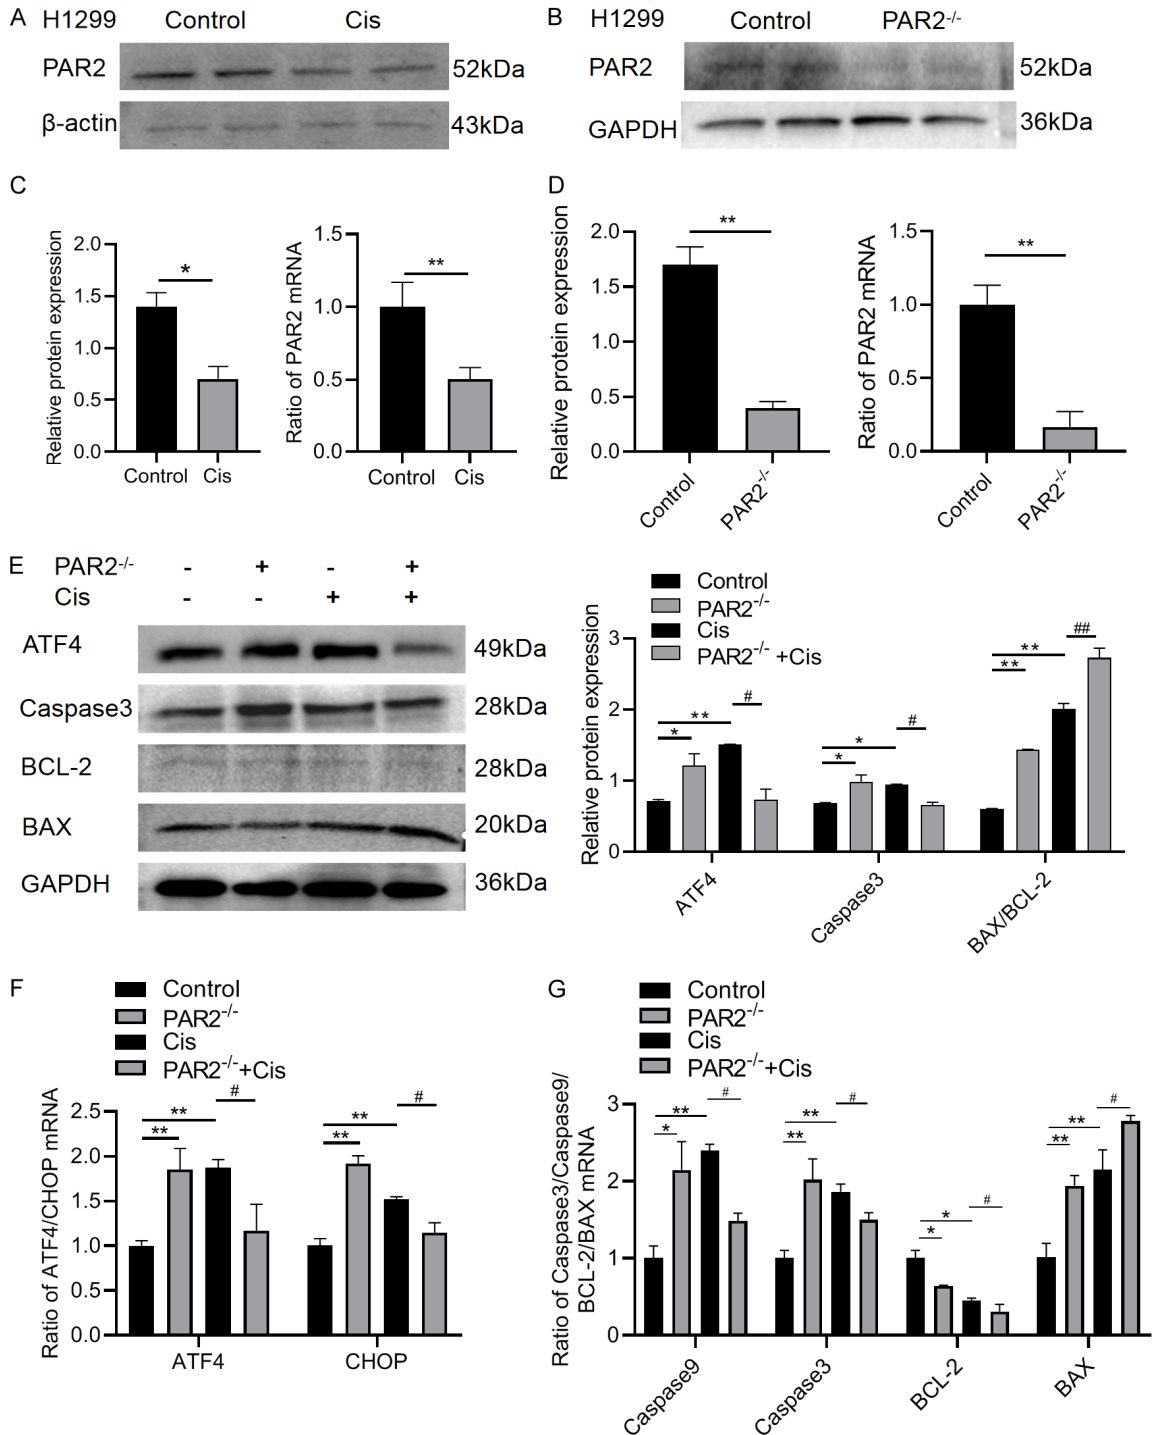 A H1299 Control Cis
PAR2 52kDa
β-actin 43kDa
B H1299 Control PAR2-/-
PAR2 52kDa
GAPDH 36kDa
C
Relative protein expression
2.0
1.5
1.0
0.5
0.0
*
Control Cis
Ratio of PAR2 mRNA
1.5
1.0
0.5
0.0
**
Control Cis
D
Relative protein expression
2.0
1.5
1.0
0.5
0.0
**
Control
PAR2-/-
Ratio of PAR2 mRNA
1.5
1.0
0.5
0.0
**
Control
PAR2-/-
E PAR2-/- - + - +
Cis - - + +
ATF4 49kDa
Caspase3 28kDa
BCL-2 28kDa
BAX 20kDa
GAPDH 36kDa
Control
PAR2-/-
Cis
PAR2-/- +Cis
Relative protein expression
3
2
1
0
* ** #
* * #
** ** ##
ATF4
Caspase3
BAX/BCL-2
F
Control
PAR2-/-
Cis
PAR2-/-+Cis
Ratio of ATF4/CHOP mRNA
2.5
2.0
1.5
1.0
0.5
0.0
** ** #
** ** #
ATF4 CHOP
G
Control
PAR2-/-
Cis
PAR2-/-+Cis
Ratio of Caspase3/Caspase9/
BCL-2/BAX mRNA
3
2
1
0
* ** #
** ** #
* * #
** ** #
Caspase9
Caspase3
BCL-2
BAX